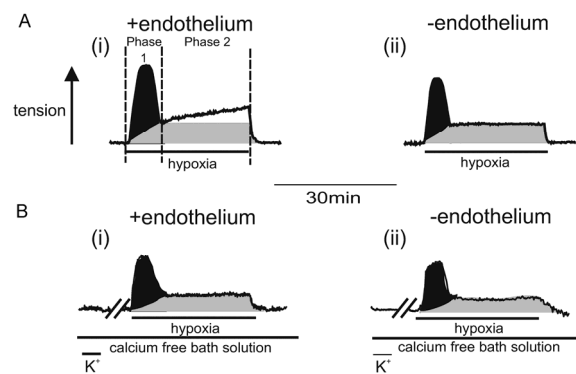 A
+endothelium
-endothelium
(i)
Phase
1
Phase 2
(ii)
tension
hypoxia
hypoxia
30min
B
+endothelium
-endothelium
(i)
(ii)
hypoxia
hypoxia
calcium free bath solution
calcium free bath solution
K⁺
K⁺